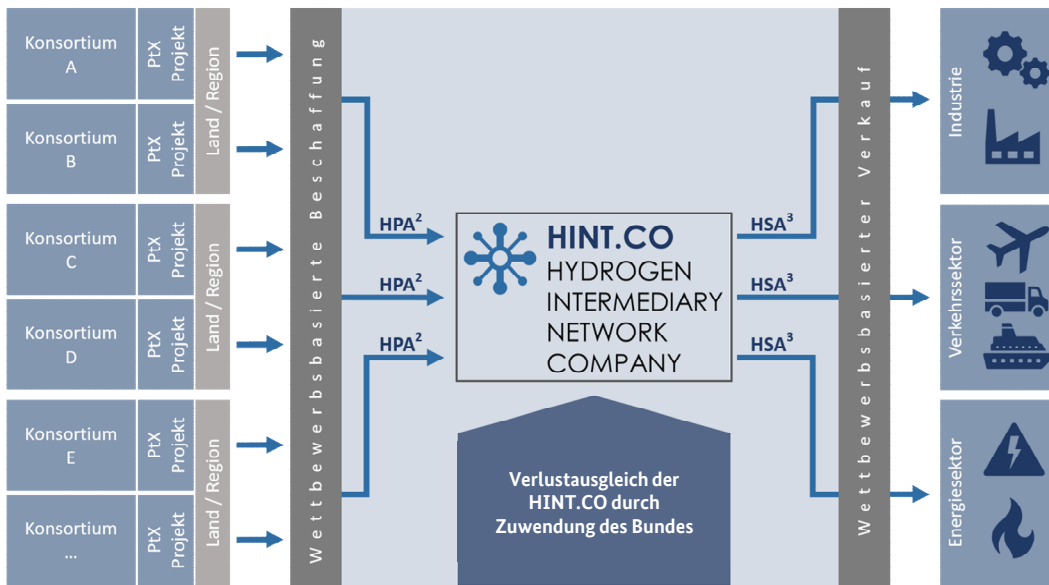 Konsortium
A
PtX
Projekt
Konsortium
B
PtX
Projekt
Land / Region
Konsortium
C
PtX
Projekt
Konsortium
D
PtX
Projekt
Land / Region
Konsortium
E
PtX
Projekt
Konsortium
...
PtX
Projekt
Land / Region
Wettbewerbsbasierte Beschaffung
HPA²
HPA²
HPA²
HINT.CO
HYDROGEN
INTERMEDIARY
NETWORK
COMPANY
Verlustausgleich der
HINT.CO durch
Zuwendung des Bundes
HSA³
HSA³
HSA³
Wettbewerbsbasierter Verkauf
Industrie
Verkehrssektor
Energiesektor